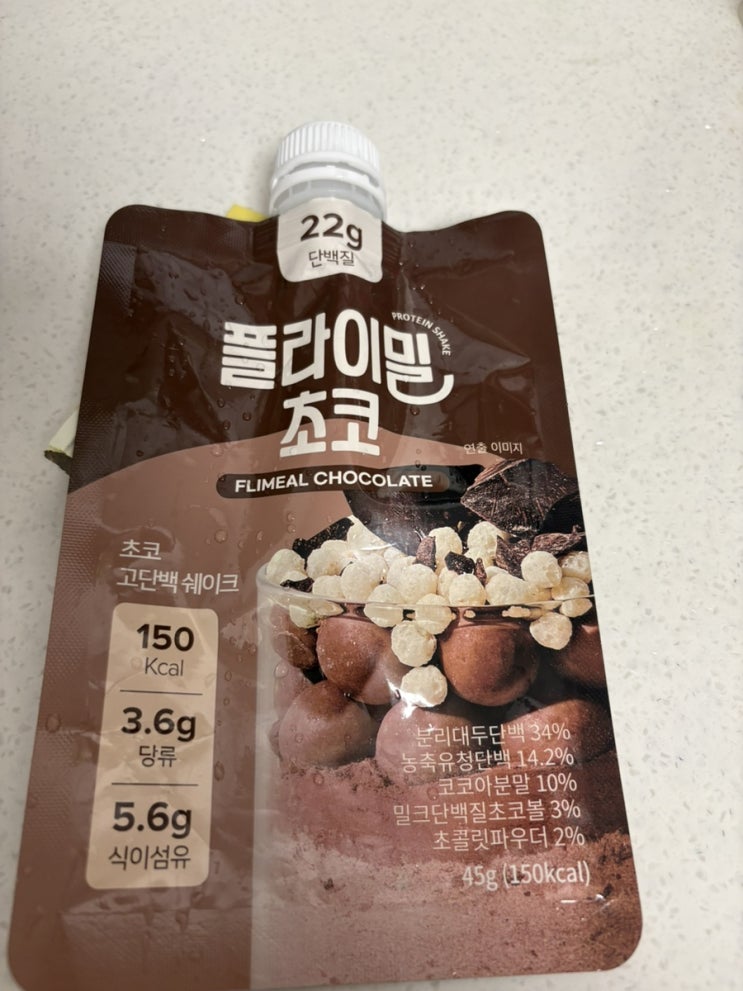 22g
단백질
PROTEIN SHAKE
플라이밀
초코
연출 이미지
FLIMEAL CHOCOLATE
초코
고단백 쉐이크
150
Kcal
3.6g
당류
5.6g
식이섬유
분리대두단백 34%
농축유청단백 14.2%
코코아분말 10%
밀크단백질초코볼 3%
초콜릿파우더 2%
45g (150kcal)